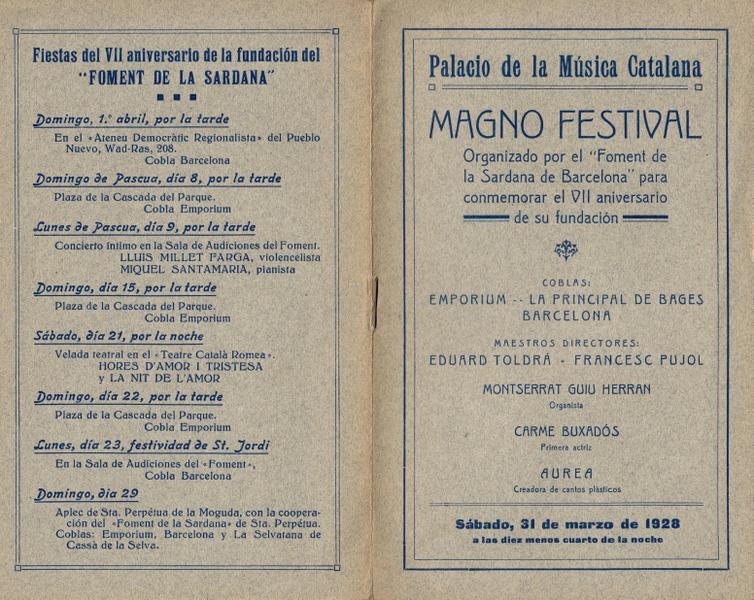 Fiestas del VII aniversario de la fundación del
"FOMENT DE LA SARDANA"
Domingo, 1.º abril, por la tarde
En el «Ateneu Democràtic Regionalista» del Pueblo
Nuevo, Wad-Ras, 208.
Cobla Barcelona
Domingo de Pascua, día 8, por la tarde
Plaza de la Cascada del Parque.
Cobla Emporium
Lunes de Pascua, día 9, por la tarde
Concierto íntimo en la Sala de Audiciones del Foment.
LLUIS MILLET FARGA, violencelista
MIQUEL SANTAMARIA, pianista
Domingo, día 15, por la tarde
Plaza de la Cascada del Parque.
Cobla Emporium
Sábado, día 21, por la noche
Velada teatral en el «Teatre Català Romea».
HORES D'AMOR I TRISTESA
y LA NIT DE L'AMOR
Domingo, día 22, por la tarde
Plaza de la Cascada del Parque.
Cobla Emporium
Lunes, día 23, festividad de St. Jordi
En la Sala de Audiciones del «Foment»,
Cobla Barcelona
Domingo, día 29
Aplec de Sta. Perpétua de la Moguda, con la coopera-
ción del «Foment de la Sardana» de Sta. Perpétua.
Coblas: Emporium, Barcelona y La Selvatana de
Cassà de la Selva.
Palacio de la Música Catalana
MAGNO FESTIVAL
Organizado por el "Foment de
la Sardana de Barcelona" para
conmemorar el VII aniversario
de su fundación
COBLAS:
EMPORIUM -- LA PRINCIPAL DE BAGES
BARCELONA
MAESTROS DIRECTORES:
EDUARD TOLDRÁ - FRANCESC PUJOL
MONTSERRAT GUIU HERRAN
Organista
CARME BUXADÓS
Primera actriz
AUREA
Creadora de cantos plásticos
Sábado, 31 de marzo de 1928
a las diez menos cuarto de la noche